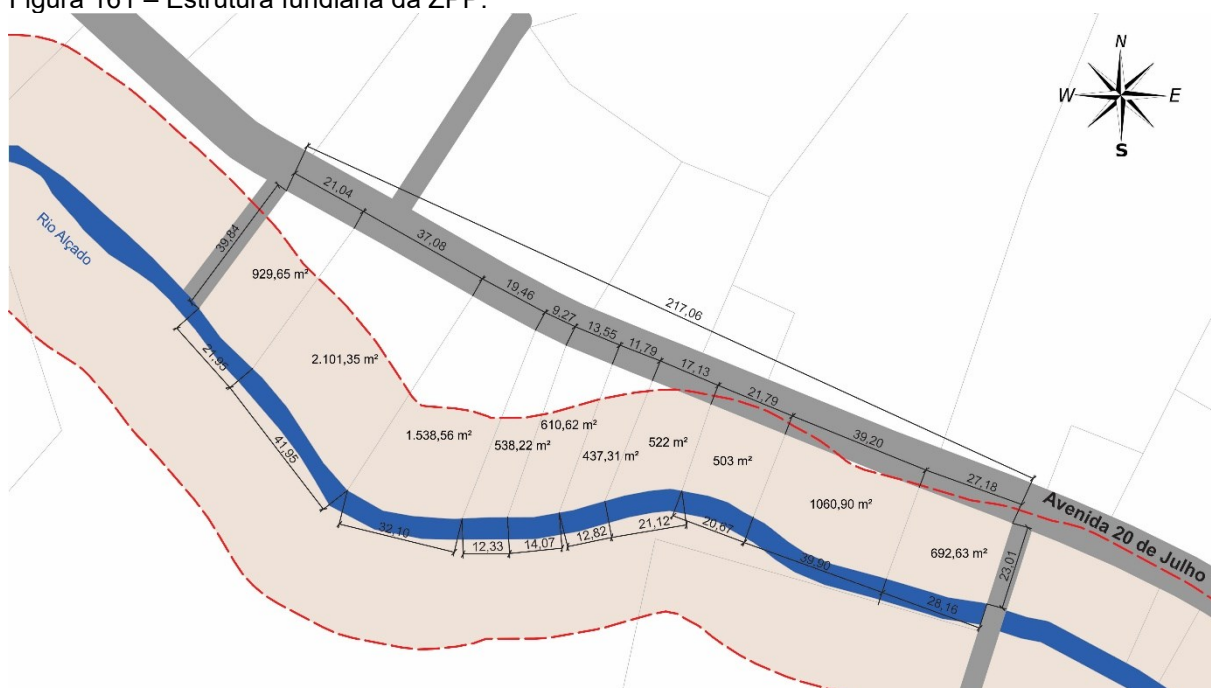 Figura 161 – Estrutura fundiária da ZPP.
N
W E
S
Rio Alçado
21,04
39,84
37,08
929,65 m²
19,46
217,06
9,27
13,55
11,79
17,13
21,79
2.101,35 m²
21,95
39,20
610,62 m²
1.538,56 m²
538,22 m²
522 m²
437,31 m²
503 m²
27,18
41,95
1060,90 m²
Avenida 20 de Julho
32,10
12,33
14,07
12,82
21,12
20,67
692,63 m²
39,90
23,01
28,16